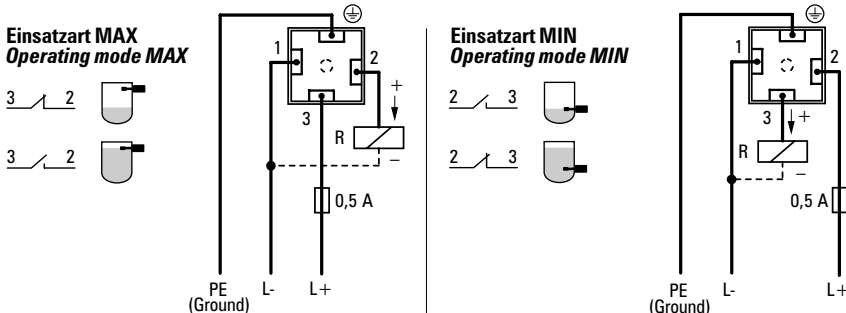 Einsatzart MAX
Operating mode MAX
3 2
3 2
1
2
3
+
R
–
0,5 A
PE
(Ground)
L-
L+
Einsatzart MIN
Operating mode MIN
2 3
2 3
1
2
3
+
R
–
0,5 A
PE
(Ground)
L-
L+